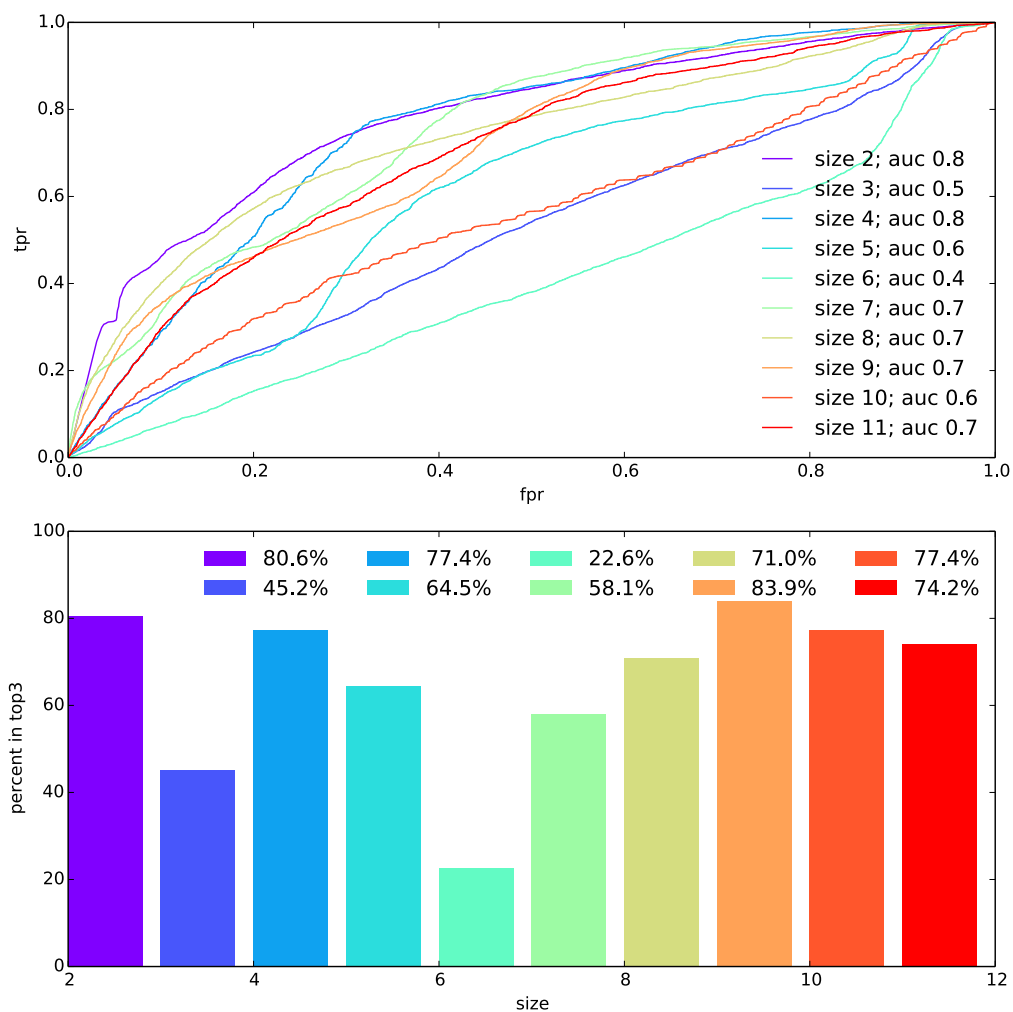 1.0
0.8
0.6
0.4
0.2
0.0
tpr
size 2; auc 0.8
size 3; auc 0.5
size 4; auc 0.8
size 5; auc 0.6
size 6; auc 0.4
size 7; auc 0.7
size 8; auc 0.7
size 9; auc 0.7
size 10; auc 0.6
size 11; auc 0.7
0.0 0.2 0.4 0.6 0.8 1.0
fpr
100
80
60
40
20
0
percent in top3
80.6% 77.4% 22.6% 71.0% 77.4%
45.2% 64.5% 58.1% 83.9% 74.2%
2 4 6 8 10 12
size